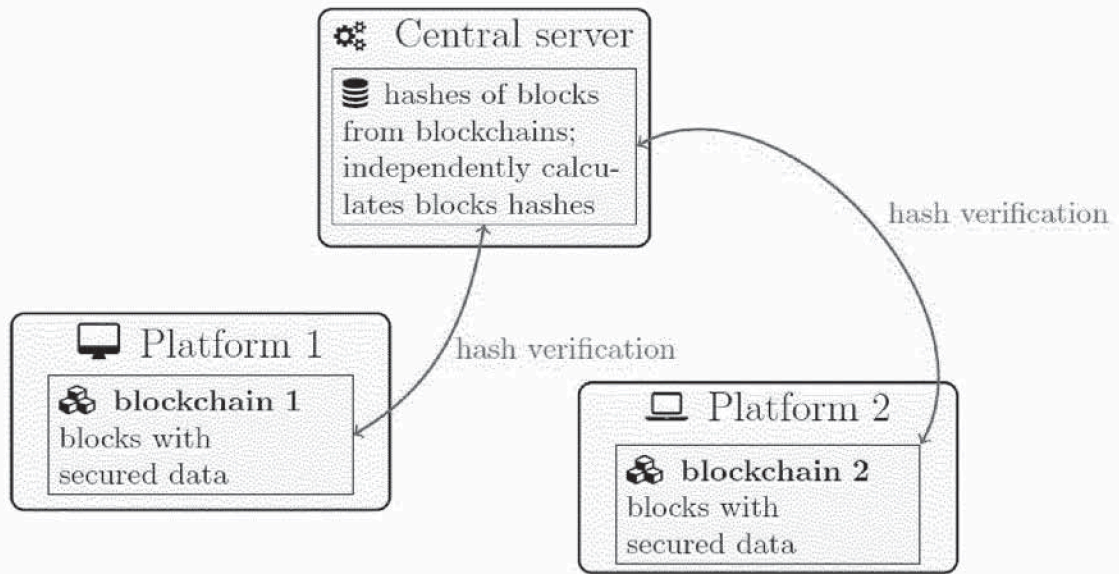 Central server
hashes of blocks
from blockchains;
independently calcu-
lates blocks hashes
hash verification
Platform 1
hash verification
blockchain 1
blocks with
secured data
Platform 2
blockchain 2
blocks with
secured data